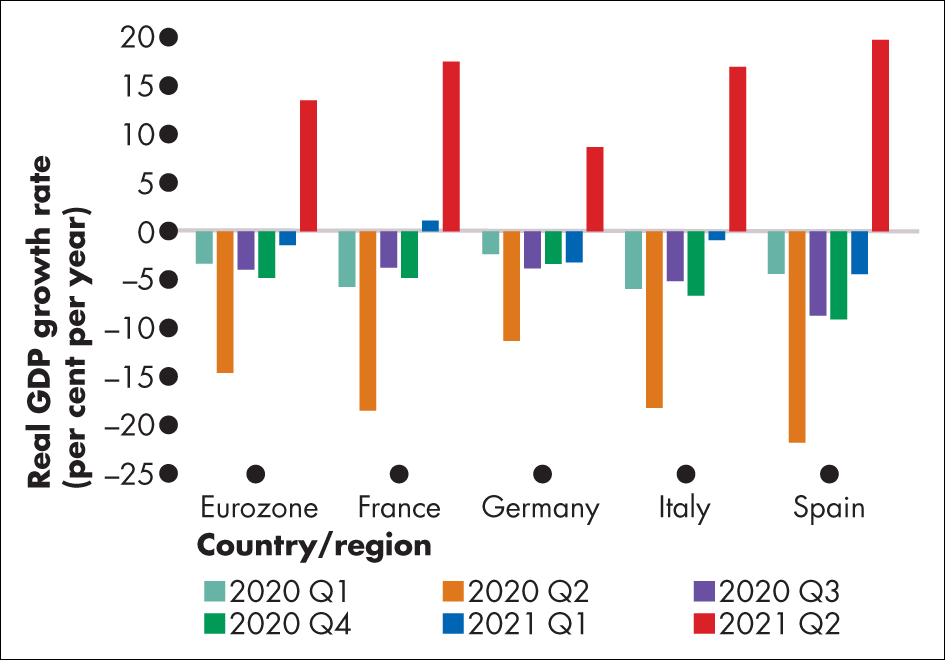 Real GDP growth rate
(per cent per year)
20
15
10
5
0
–5
–10
–15
–20
–25
Eurozone France Germany Italy Spain
Country/region
2020 Q1 2020 Q2 2020 Q3
2020 Q4 2021 Q1 2021 Q2